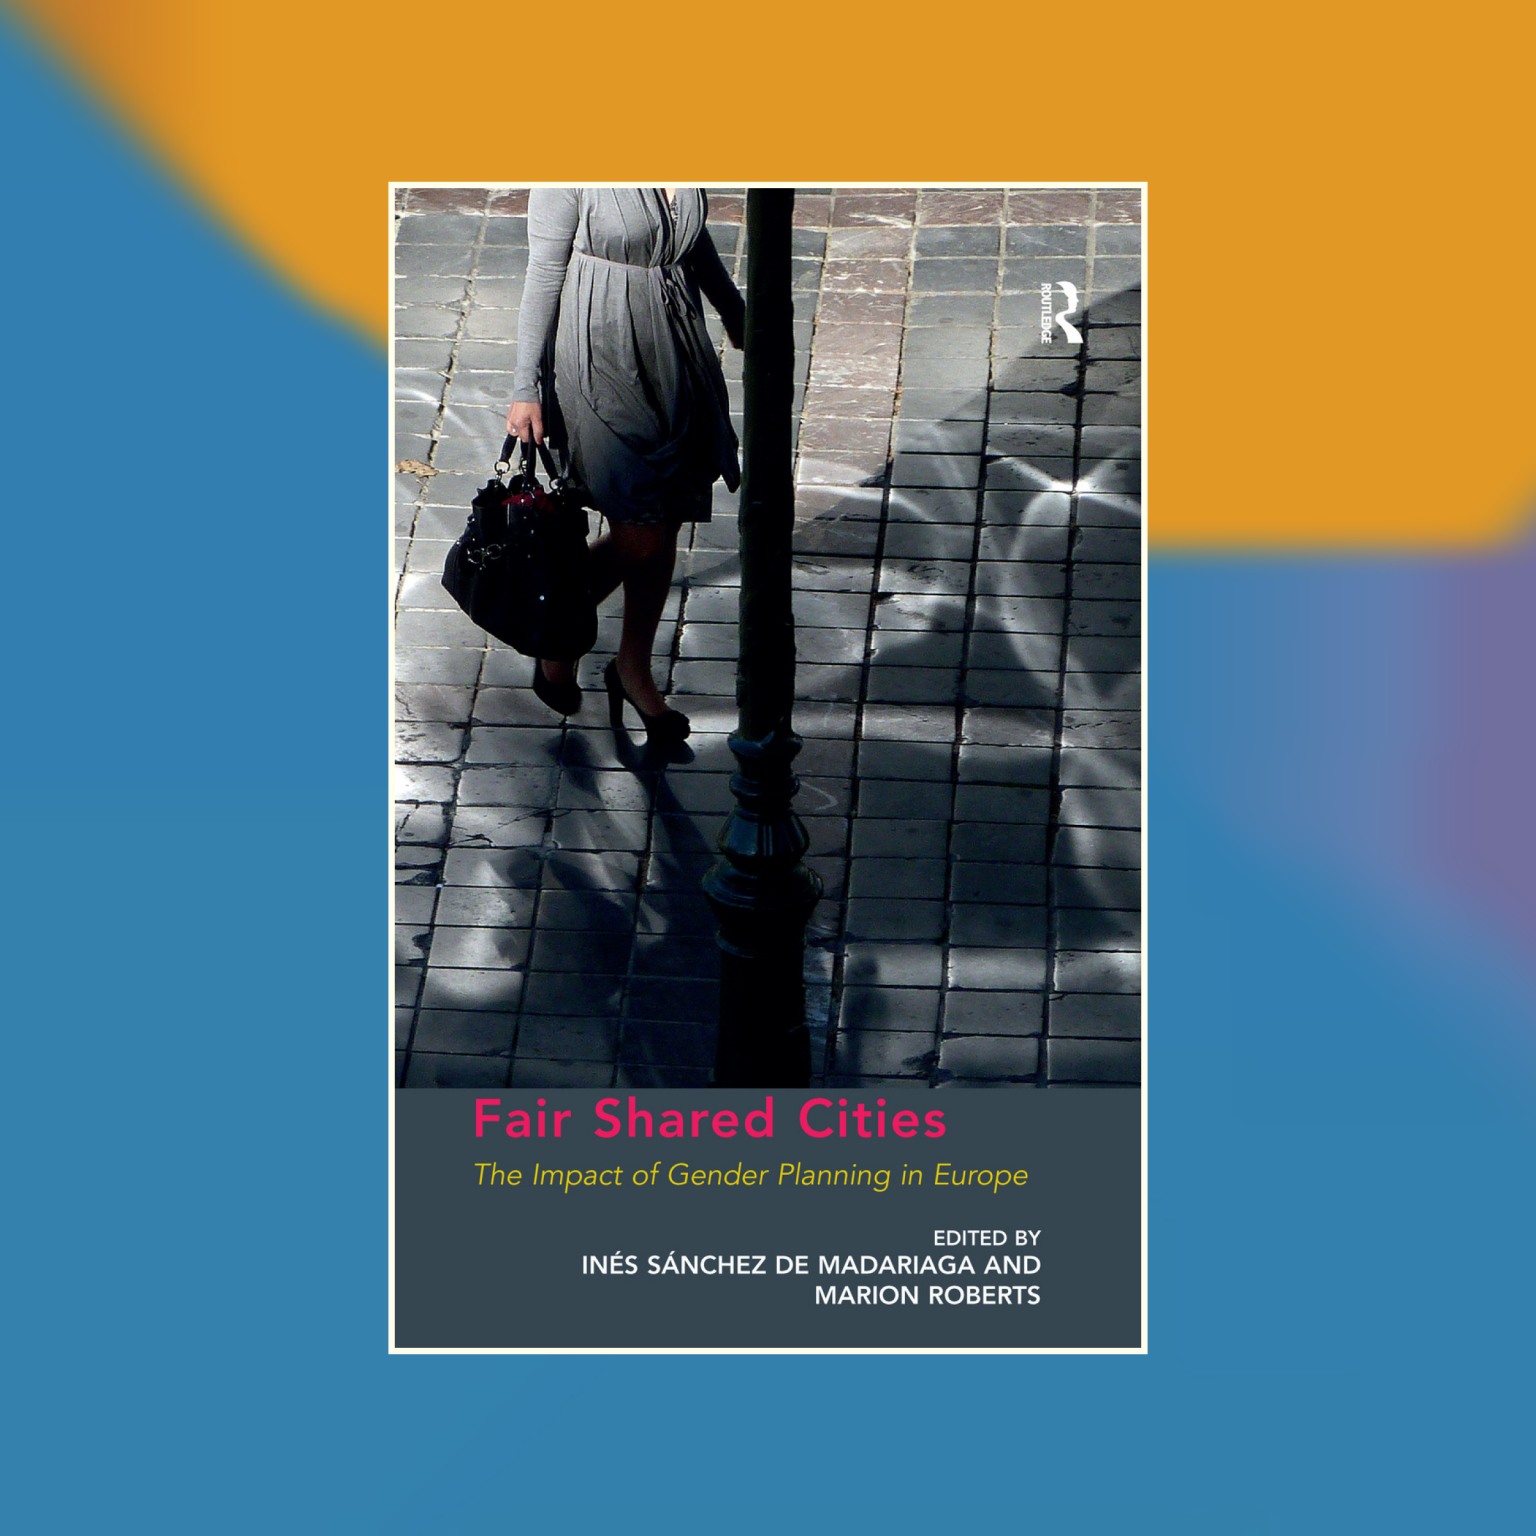 ROUTLEDGE
Fair Shared Cities
The Impact of Gender Planning in Europe
EDITED BY
INÉS SÁNCHEZ DE MADARIAGA AND
MARION ROBERTS